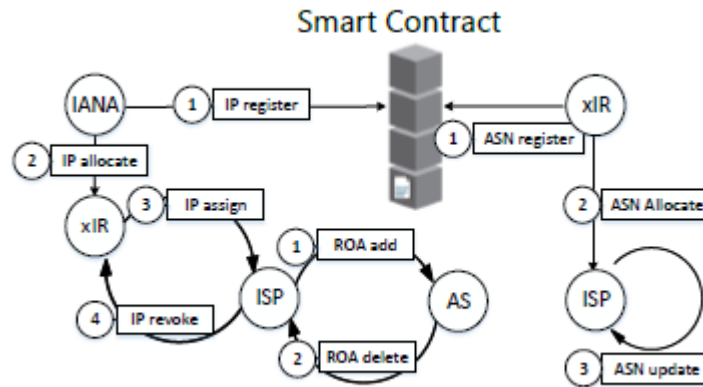 Smart Contract
IANA
1 IP register
xIR
1 ASN register
2 IP allocate
xIR
3 IP assign
2 ASN Allocate
1 ROA add
ISP
AS
ISP
4 IP revoke
2 ROA delete
3 ASN update